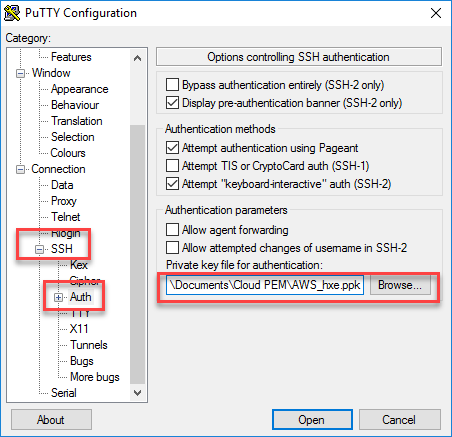 PuTTY Configuration
Category:
Features
Window
Appearance
Behaviour
Translation
Selection
Colours
Connection
Data
Proxy
Telnet
Rlogin
SSH
Kex
Cipher
Auth
TTY
X11
Tunnels
Bugs
More bugs
Serial
Options controlling SSH authentication
Bypass authentication entirely (SSH-2 only)
Display pre-authentication banner (SSH-2 only)
Authentication methods
Attempt authentication using Pageant
Attempt TIS or CryptoCard auth (SSH-1)
Attempt "keyboard-interactive" auth (SSH-2)
Authentication parameters
Allow agent forwarding
Allow attempted changes of username in SSH-2
Private key file for authentication:
\Documents\Cloud PEM\AWS_hxe.ppk Browse...
About Open Cancel